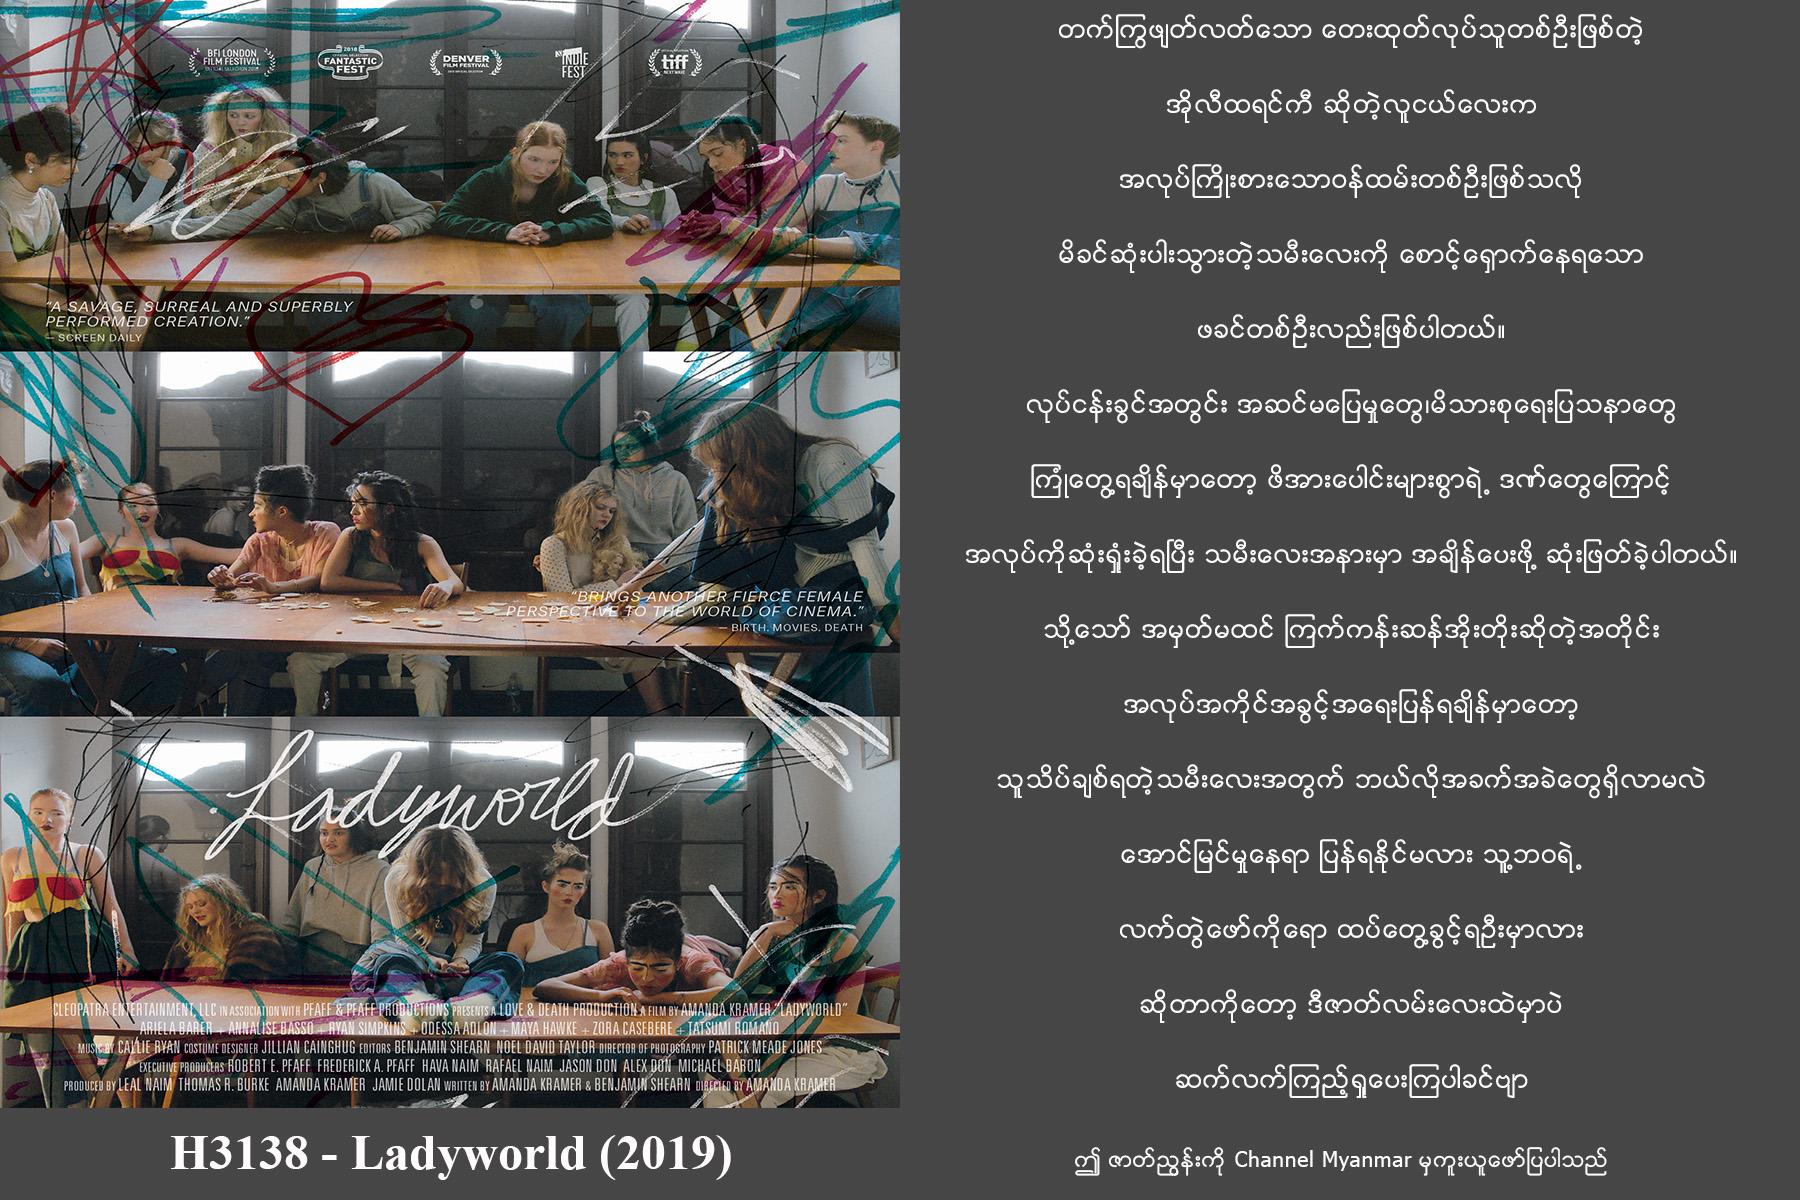 BFI LONDON
FILM FESTIVAL
OFFICIAL SELECTION 2018
2018
OFFICIAL SELECTION
FANTASTIC
FEST
DENVER
FILM FESTIVAL
2018 OFFICIAL SELECTION
INDIE
FEST
OFFICIAL SELECTION
tiff
NEXT WAVE
“A SAVAGE, SURREAL AND SUPERBLY
PERFORMED CREATION.”
— SCREEN DAILY
“BRINGS ANOTHER FIERCE FEMALE
PERSPECTIVE TO THE WORLD OF CINEMA.”
— BIRTH. MOVIES. DEATH
Ladyworld
CLEOPATRA ENTERTAINMENT, LLC IN ASSOCIATION WITH PFAFF & PFAFF PRODUCTIONS PRESENTS A LOVE & DEATH PRODUCTION A FILM BY AMANDA KRAMER "LADYWORLD"
ARIELA BARER + ANNALISE BASSO + RYAN SIMPKINS + ODESSA ADLON + MAYA HAWKE + ZORA CASEBERE + TATSUMI ROMANO
MUSIC BY CALLIE RYAN COSTUME DESIGNER JILLIAN CAINGHUG EDITORS BENJAMIN SHEARN NOEL DAVID TAYLOR DIRECTOR OF PHOTOGRAPHY PATRICK MEADE JONES
EXECUTIVE PRODUCERS ROBERT E. PFAFF FREDERICK A. PFAFF HAVA NAIM RAFAEL NAIM JASON DON ALEX DON MICHAEL BARON
PRODUCED BY LEAL NAIM THOMAS R. BURKE AMANDA KRAMER JAMIE DOLAN WRITTEN BY AMANDA KRAMER & BENJAMIN SHEARN DIRECTED BY AMANDA KRAMER
H3138 - Ladyworld (2019)
တက်ကြွဖျတ်လတ်သော တေးထုတ်လုပ်သူတစ်ဦးဖြစ်တဲ့
အိုလီထရင်ကီ ဆိုတဲ့လူငယ်လေးက
အလုပ်ကြိုးစားသောဝန်ထမ်းတစ်ဦးဖြစ်သလို
မိခင်ဆုံးပါးသွားတဲ့သမီးလေးကို စောင့်ရှောက်နေရသော
ဖခင်တစ်ဦးလည်းဖြစ်ပါတယ်။
လုပ်ငန်းခွင်အတွင်း အဆင်မပြေမှုတွေ၊မိသားစုရေးပြသနာတွေ
ကြုံတွေ့ရချိန်မှာတော့ ဖိအားပေါင်းများစွာရဲ့ ဒဏ်တွေကြောင့်
အလုပ်ကိုဆုံးရှုံးခဲ့ရပြီး သမီးလေးအနားမှာ အချိန်ပေးဖို့ ဆုံးဖြတ်ခဲ့ပါတယ်။
သို့သော် အမှတ်မထင် ကြက်ကန်းဆန်အိုးတိုးဆိုတဲ့အတိုင်း
အလုပ်အကိုင်အခွင့်အရေးပြန်ရချိန်မှာတော့
သူသိပ်ချစ်ရတဲ့သမီးလေးအတွက် ဘယ်လိုအခက်အခဲတွေရှိလာမလဲ
အောင်မြင်မှုနေရာ ပြန်ရနိုင်မလား သူ့ဘဝရဲ့
လက်တွဲဖော်ကိုရော ထပ်တွေ့ခွင့်ရဦးမှာလား
ဆိုတာကိုတော့ ဒီဇာတ်လမ်းလေးထဲမှာပဲ
ဆက်လက်ကြည့်ရှုပေးကြပါခင်ဗျာ
ဤ ဇာတ်ညွှန်းကို Channel Myanmar မှကူးယူဖော်ပြပါသည်